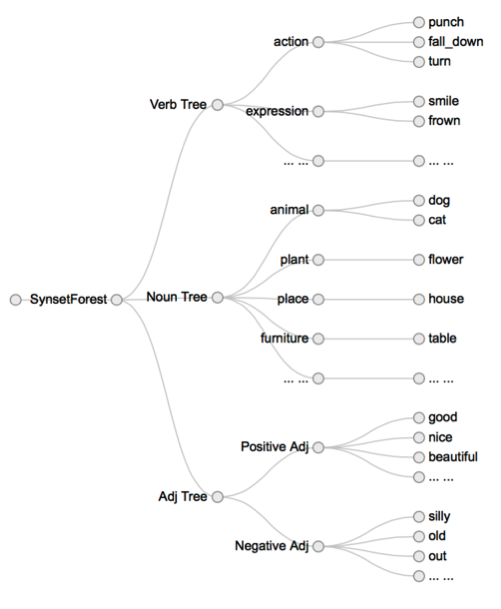 SynsetForest
Verb Tree
action
punch
fall_down
turn
expression
smile
frown
... ...
... ...
Noun Tree
animal
dog
cat
plant
flower
place
house
furniture
table
... ...
... ...
Adj Tree
Positive Adj
good
nice
beautiful
... ...
Negative Adj
silly
old
out
... ...